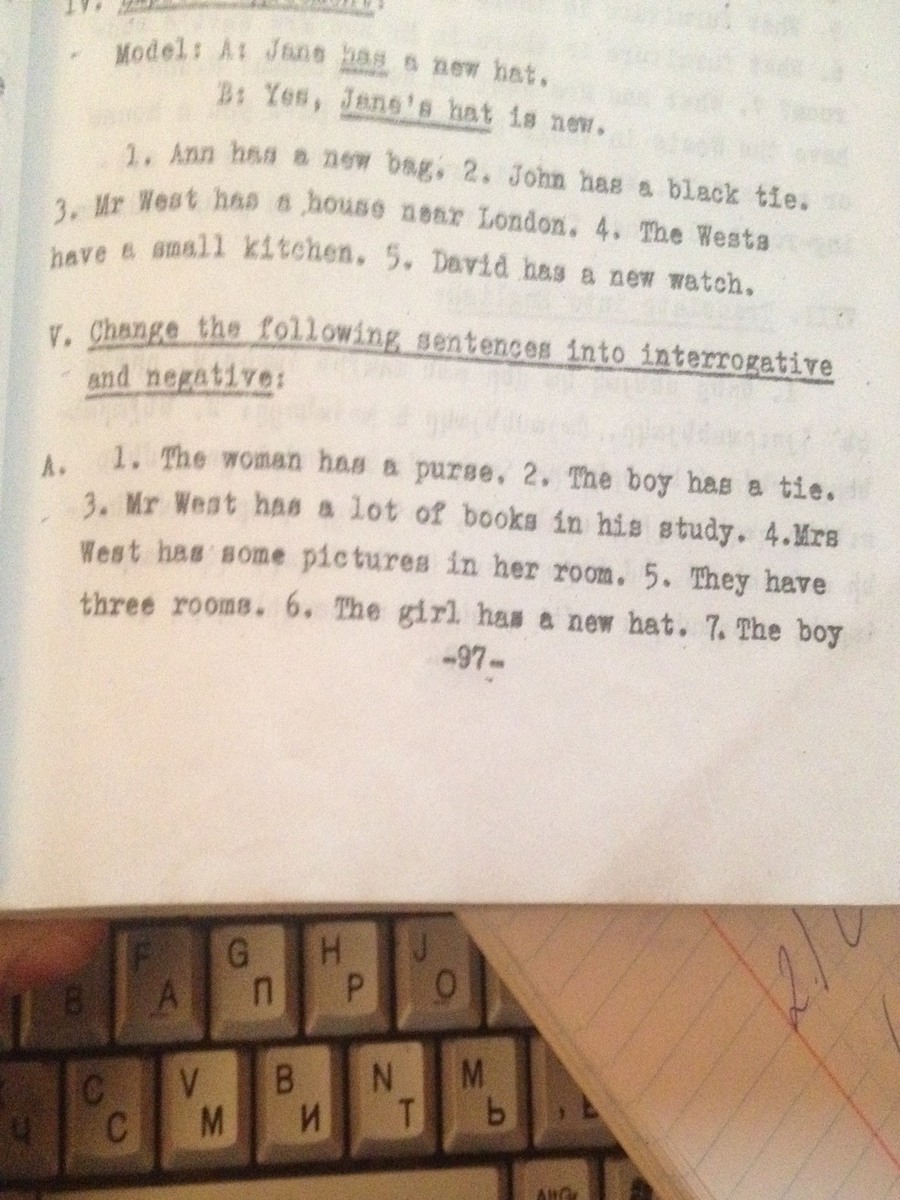 IV.
Model: A: Jane has a new hat.
B: Yes, Jane's hat is new.
1. Ann has a new bag. 2. John has a black tie.
3. Mr West has a house near London. 4. The Wests
have a small kitchen. 5. David has a new watch.
V. Change the following sentences into interrogative
and negative:
A. 1. The woman has a purse. 2. The boy has a tie.
3. Mr West has a lot of books in his study. 4.Mrs
West has some pictures in her room. 5. They have
three rooms. 6. The girl has a new hat. 7. The boy
-97-
F G H J
В А П Р О
C V B N M
Ч С М И Т Ь ,
AltGr